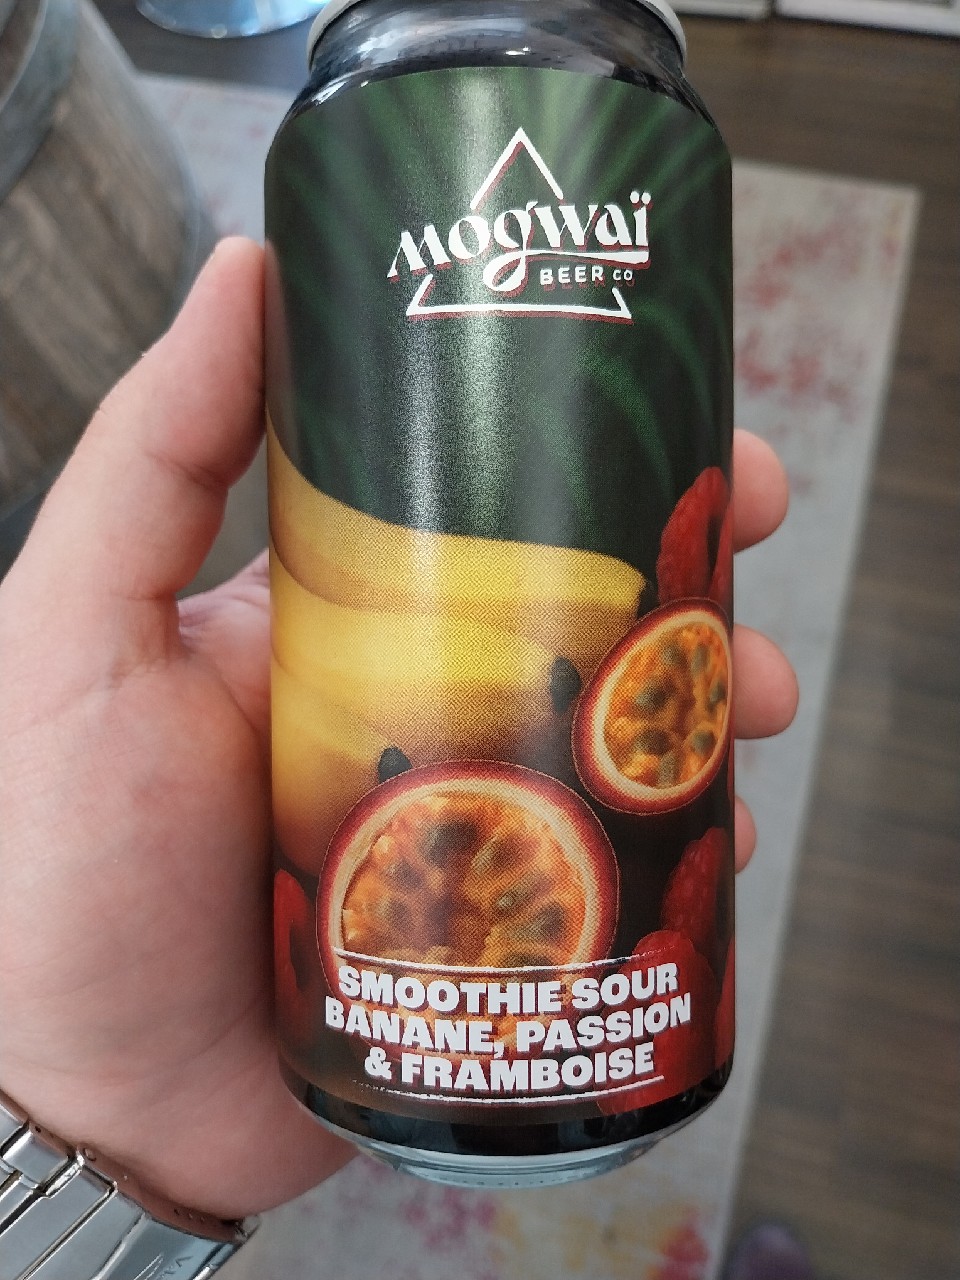 mogwaï
BEER CO
SMOOTHIE SOUR
BANANE, PASSION
& FRAMBOISE